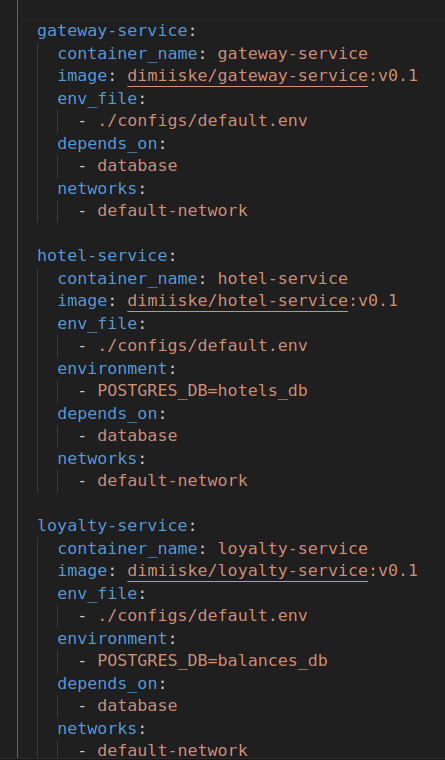 gateway-service:
  container_name: gateway-service
  image: dimiiske/gateway-service:v0.1
  env_file:
    - ./configs/default.env
  depends_on:
    - database
  networks:
    - default-network

hotel-service:
  container_name: hotel-service
  image: dimiiske/hotel-service:v0.1
  env_file:
    - ./configs/default.env
  environment:
    - POSTGRES_DB=hotels_db
  depends_on:
    - database
  networks:
    - default-network

loyalty-service:
  container_name: loyalty-service
  image: dimiiske/loyalty-service:v0.1
  env_file:
    - ./configs/default.env
  environment:
    - POSTGRES_DB=balances_db
  depends_on:
    - database
  networks:
    - default-network